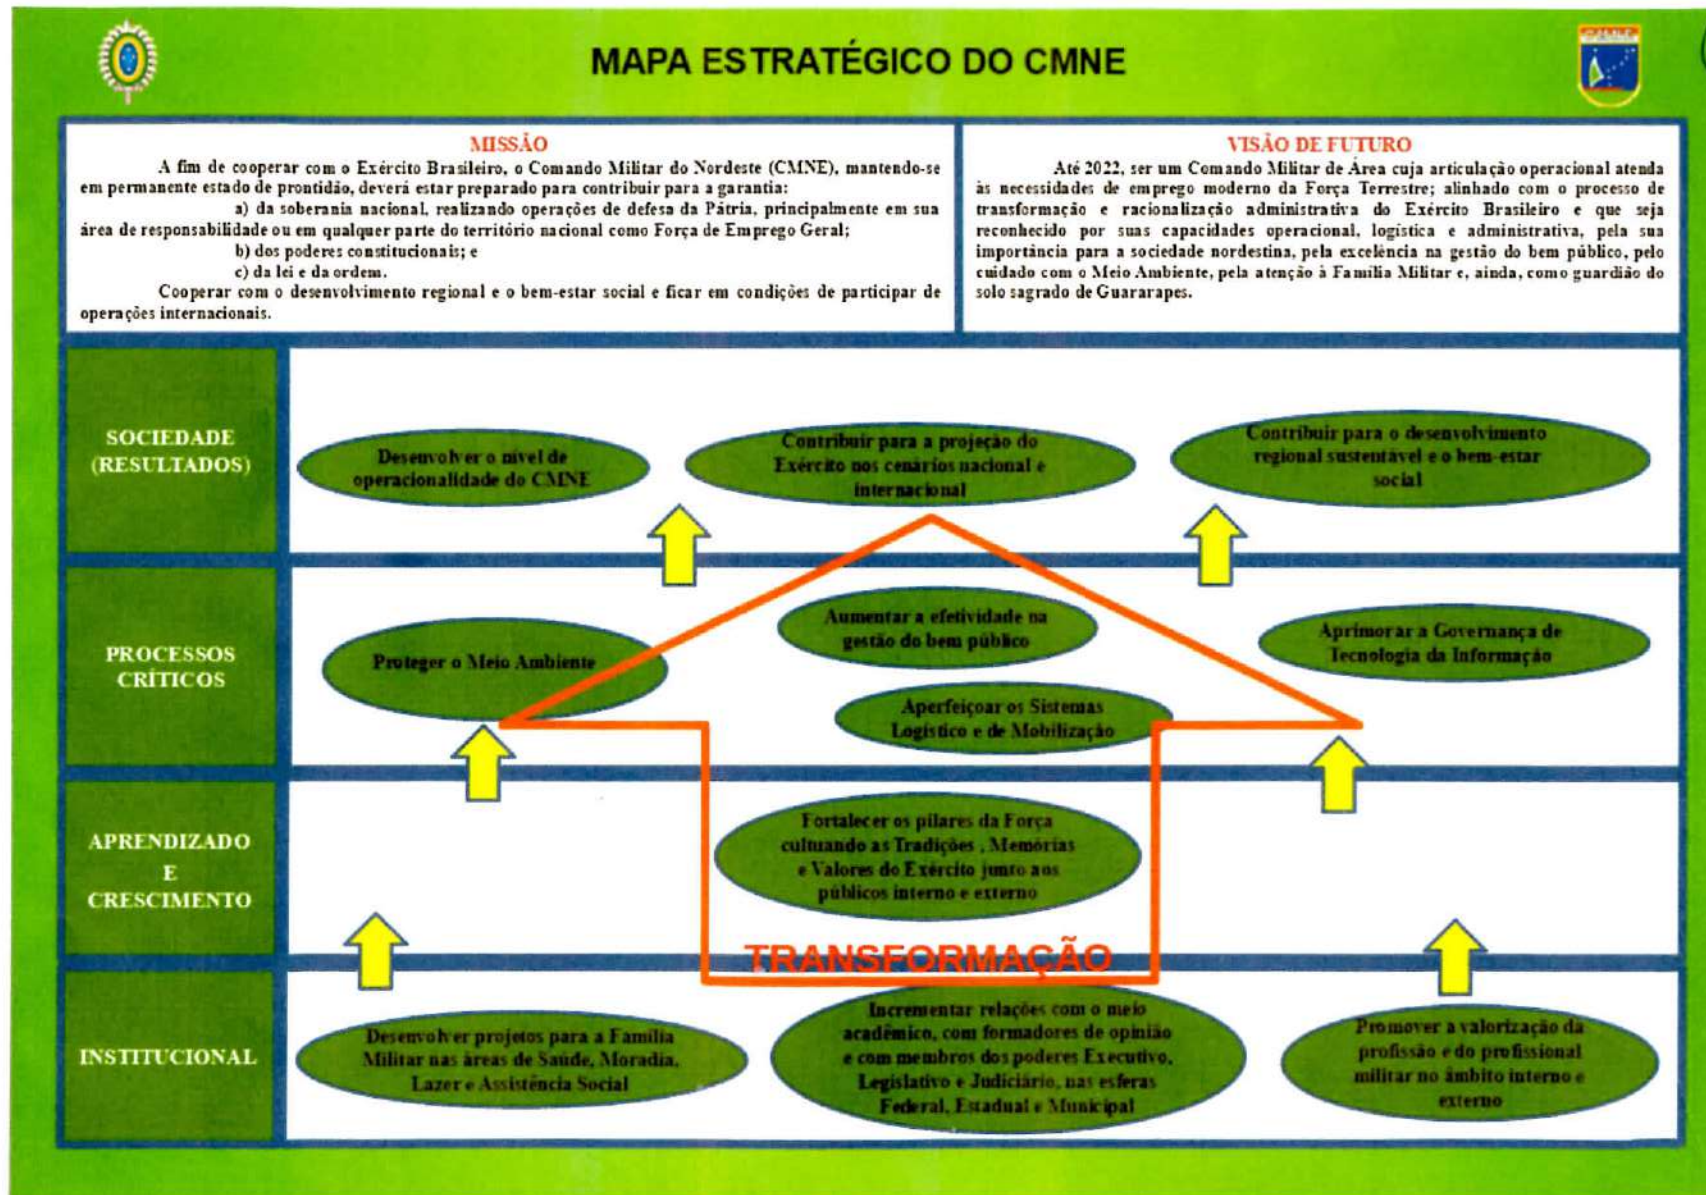 MAPA ESTRATÉGICO DO CMNE
MISSÃO
A fim de cooperar com o Exército Brasileiro, o Comando Militar do Nordeste (CMNE), mantendo-se
em permanente estado de prontidão, deverá estar preparado para contribuir para a garantia:
a) da soberania nacional, realizando operações de defesa da Pátria, principalmente em sua
área de responsabilidade ou em qualquer parte do território nacional como Força de Emprego Geral;
b) dos poderes constitucionais; e
c) da lei e da ordem.
Cooperar com o desenvolvimento regional e o bem-estar social e ficar em condições de participar de
operações internacionais.
VISÃO DE FUTURO
Até 2022, ser um Comando Militar de Área cuja articulação operacional atenda
às necessidades de emprego moderno da Força Terrestre; alinhado com o processo de
transformação e racionalização administrativa do Exército Brasileiro e que seja
reconhecido por suas capacidades operacional, logística e administrativa, pela sua
importância para a sociedade nordestina, pela excelência na gestão do bem público, pelo
cuidado com o Meio Ambiente, pela atenção à Família Militar e, ainda, como guardião do
solo sagrado de Guararapes.
SOCIEDADE
(RESULTADOS)
Desenvolver o nível de
operacionalidade do CMNE
Contribuir para a projeção do
Exército nos cenários nacional e
internacional
Contribuir para o desenvolvimento
regional sustentável e o bem-estar
social
PROCESSOS
CRÍTICOS
Proteger o Meio Ambiente
Aumentar a efetividade na
gestão do bem público
Aperfeiçoar os Sistemas
Logístico e de Mobilização
Aprimorar a Governança de
Tecnologia da Informação
APRENDIZADO
E
CRESCIMENTO
Fortalecer os pilares da Força
cultuando as Tradições , Memórias
e Valores do Exército junto aos
públicos interno e externo
TRANSFORMAÇÃO
INSTITUCIONAL
Desenvolver projetos para a Família
Militar nas áreas de Saúde, Moradia,
Lazer e Assistência Social
Incrementar relações com o meio
acadêmico, com formadores de opinião
e com membros dos poderes Executivo,
Legislativo e Judiciário, nas esferas
Federal, Estadual e Municipal
Promover a valorização da
profissão e do profissional
militar no âmbito interno e
externo